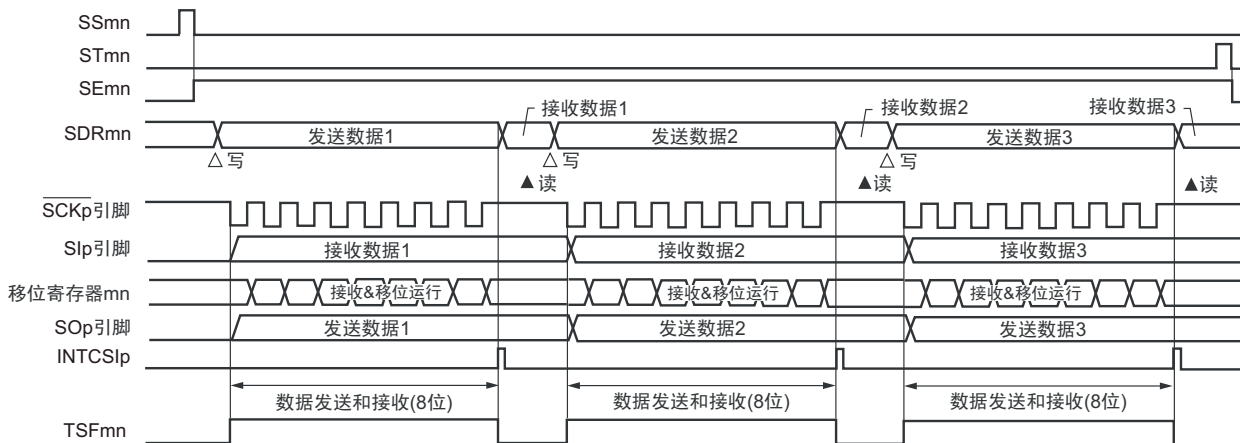 SSmn
STmn
SEmn
接收数据1 接收数据2 接收数据3
SDRmn 发送数据1 发送数据2 发送数据3
△写 △写 △写
▲读 ▲读 ▲读
SCKp引脚
SIp引脚 接收数据1 接收数据2 接收数据3
移位寄存器mn 接收&移位运行 接收&移位运行 接收&移位运行
SOp引脚 发送数据1 发送数据2 发送数据3
INTCSIp
数据发送和接收(8位) 数据发送和接收(8位) 数据发送和接收(8位)
TSFmn